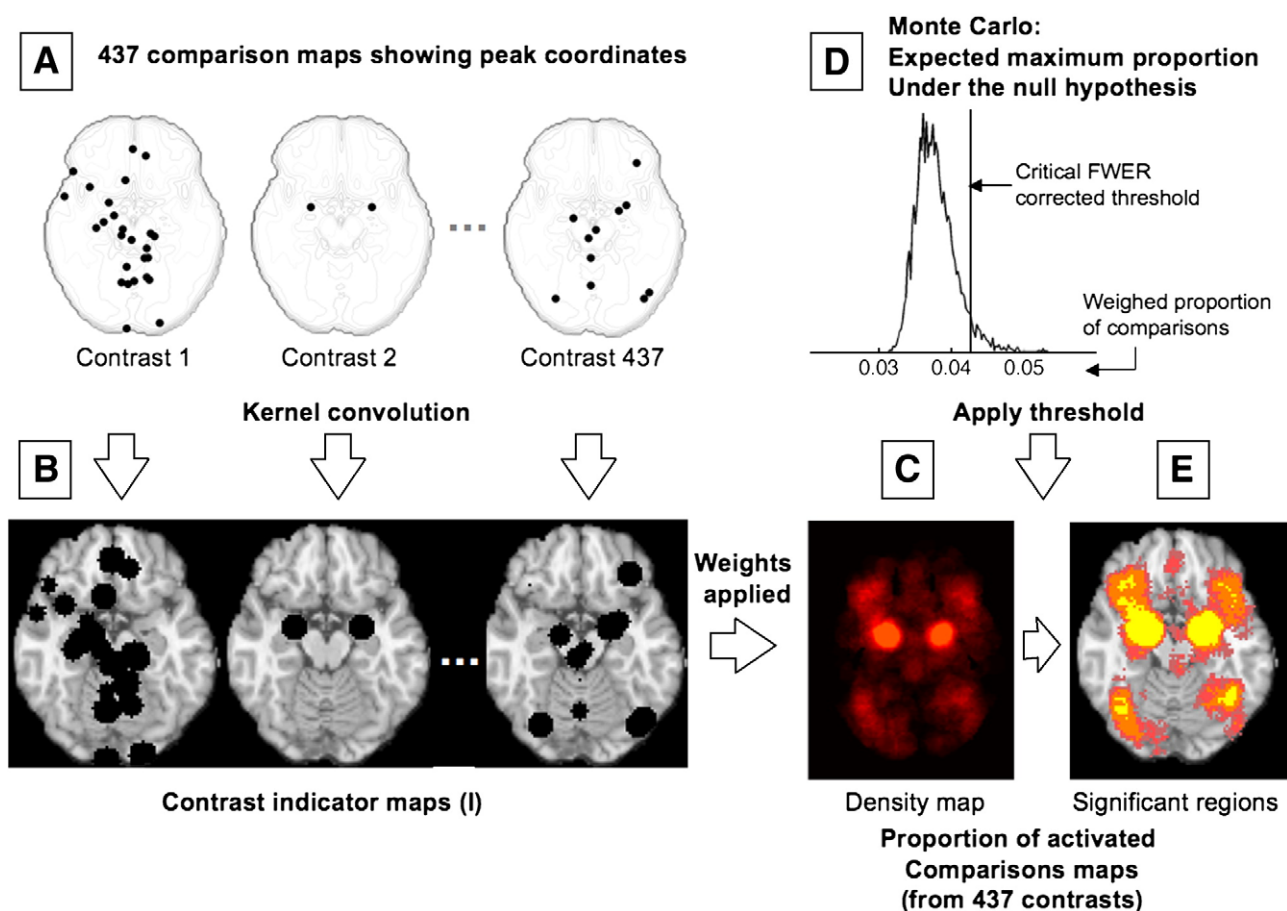 A
437 comparison maps showing peak coordinates
Contrast 1
Contrast 2
...
Contrast 437
Kernel convolution
B
...
Contrast indicator maps (I)
Weights
applied
D
Monte Carlo:
Expected maximum proportion
Under the null hypothesis
Critical FWER
corrected threshold
Weighed proportion
of comparisons
0.03 0.04 0.05
Apply threshold
C
E
Density map
Significant regions
Proportion of activated
Comparisons maps
(from 437 contrasts)